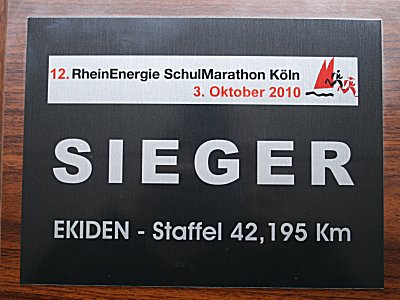 12. RheinEnergie SchulMarathon Köln
3. Oktober 2010
SIEGER
EKIDEN - Staffel 42,195 Km